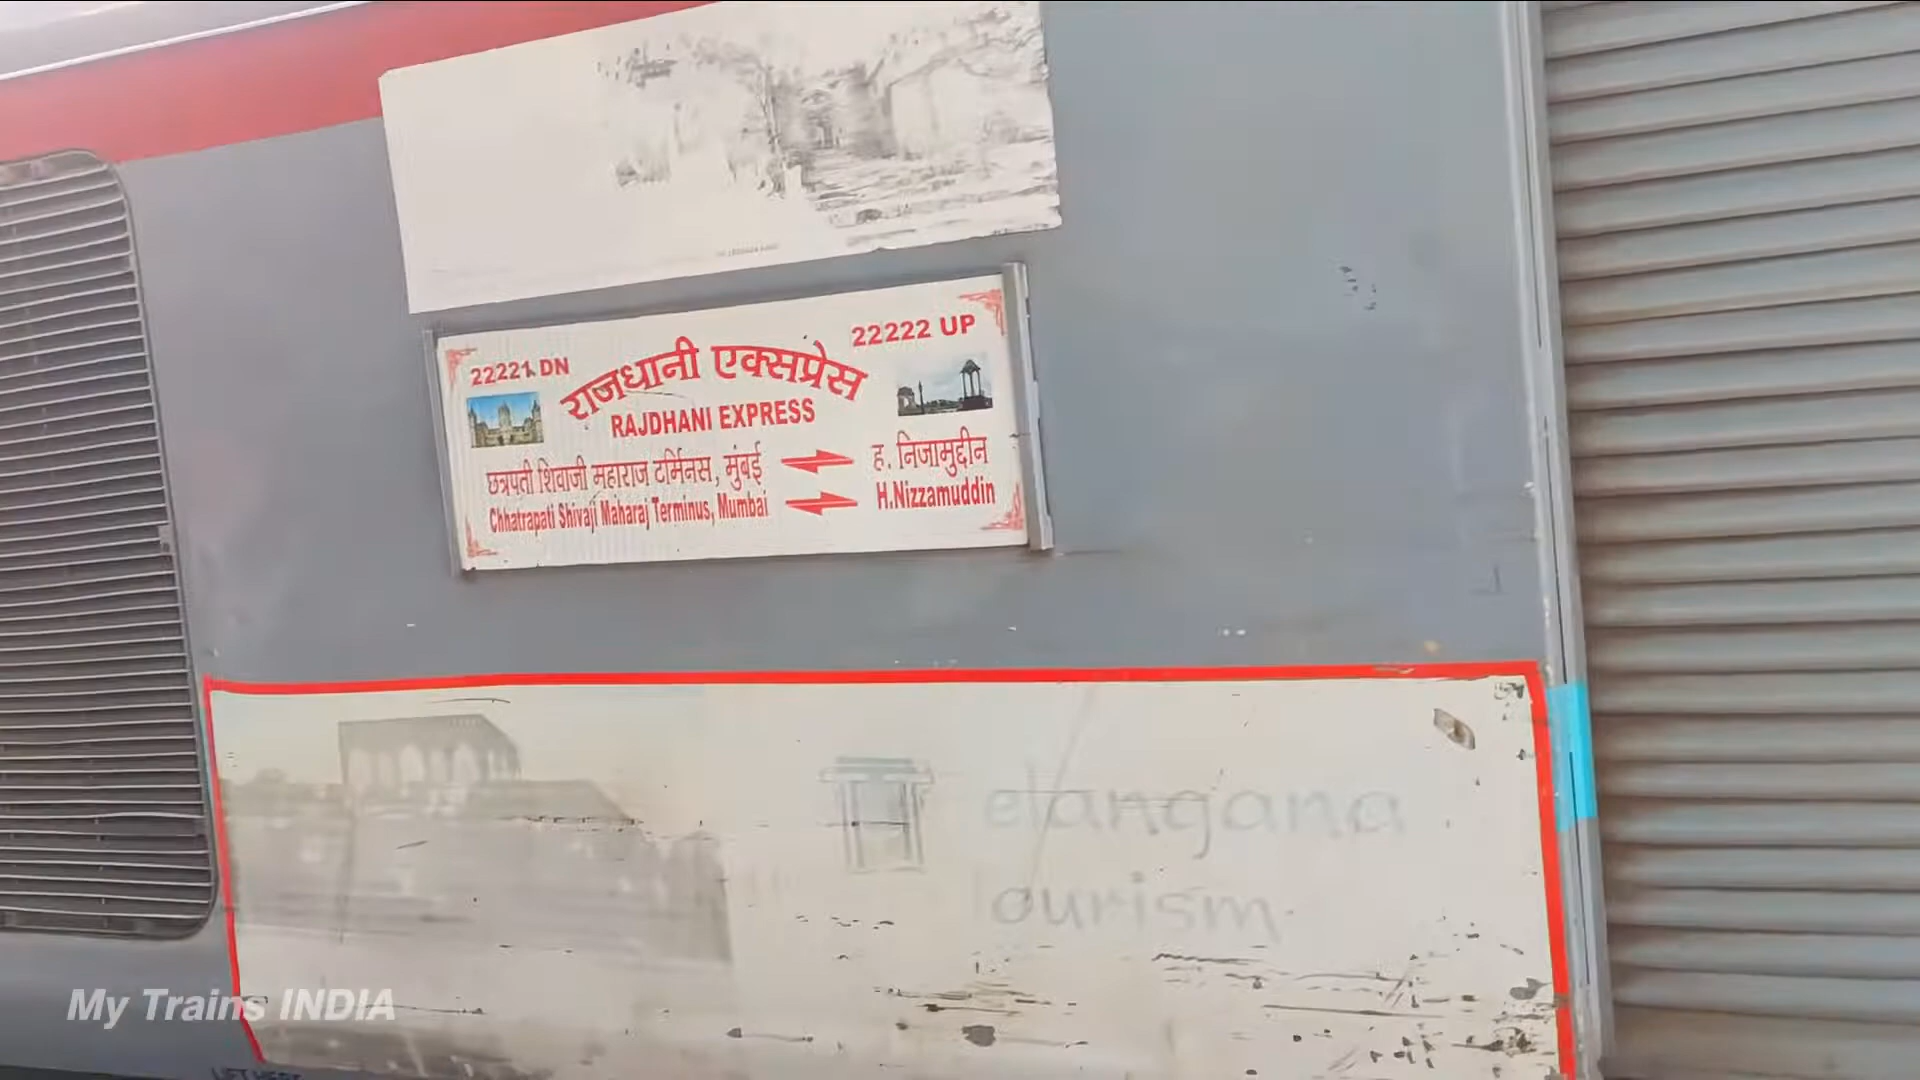 22221 DN
22222 UP
राजधानी एक्सप्रेस
RAJDHANI EXPRESS
छत्रपती शिवाजी महाराज टर्मिनस, मुंबई
ह. निजामुद्दीन
Chhatrapati Shivaji Maharaj Terminus, Mumbai
H.Nizzamuddin
elangana
ourism
My Trains INDIA